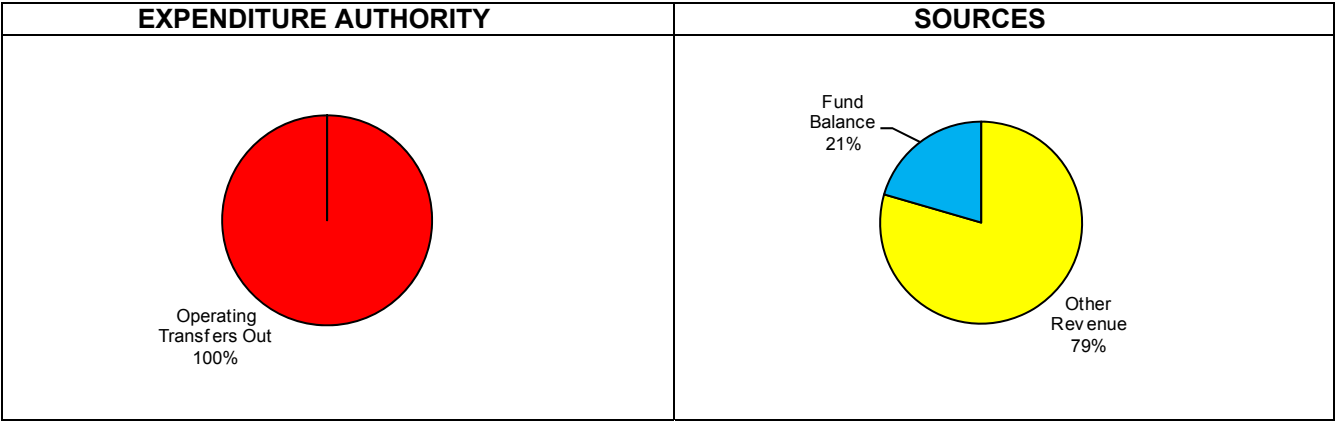 EXPENDITURE AUTHORITY
SOURCES
Operating
Transfers Out
100%
Fund
Balance
21%
Other
Revenue
79%